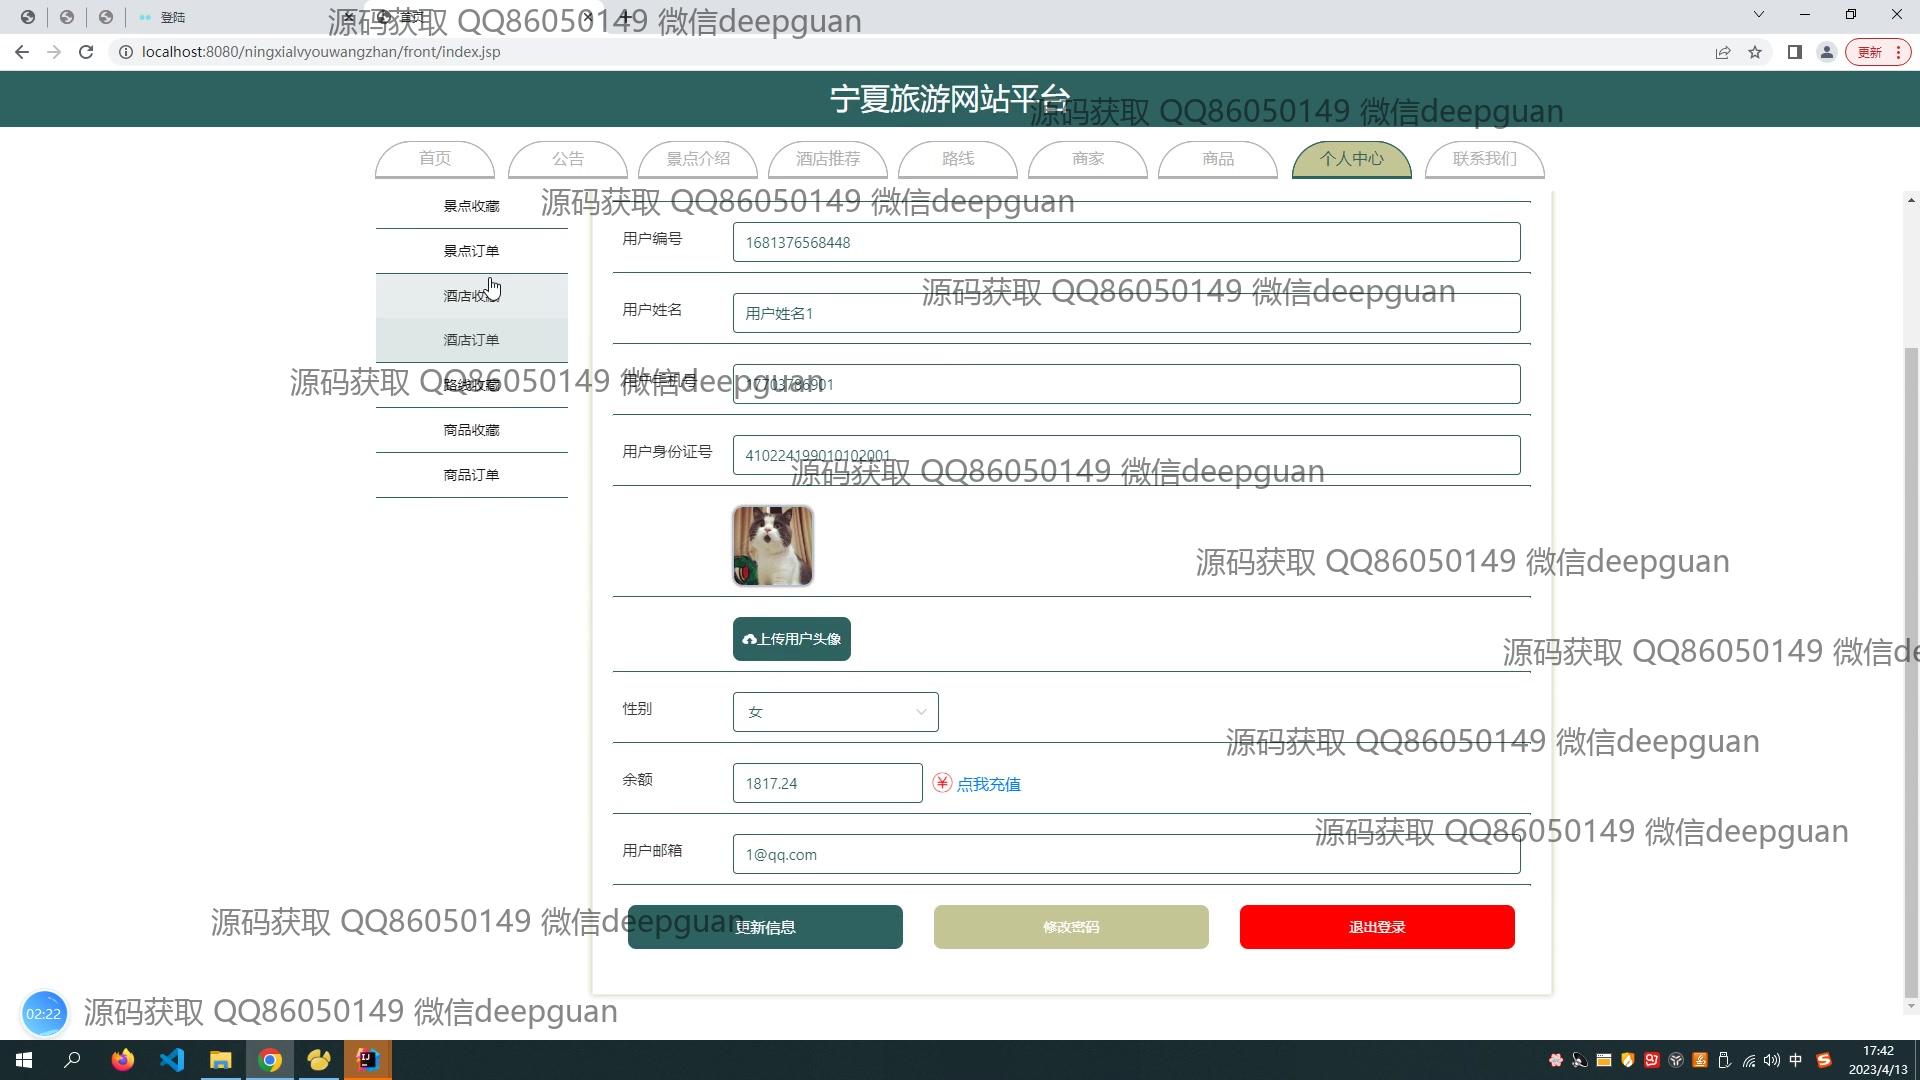 登陆
首页
源码获取 QQ86050149 微信deepguan
localhost:8080/ningxialvyouwangzhan/front/index.jsp
更新
宁夏旅游网站平台
源码获取 QQ86050149 微信deepguan
首页 公告 景点介绍 酒店推荐 路线 商家 商品 个人中心 联系我们
景点收藏
源码获取 QQ86050149 微信deepguan
用户编号 1681376568448
景点订单
酒店收藏
源码获取 QQ86050149 微信deepguan
用户姓名 用户姓名1
酒店订单
路线收藏
源码获取 QQ86050149 微信deepguan
用户手机号 17703786901
商品收藏
用户身份证号 410224199010102001
源码获取 QQ86050149 微信deepguan
商品订单
源码获取 QQ86050149 微信deepguan
上传用户头像
源码获取 QQ86050149 微信de
性别 女
源码获取 QQ86050149 微信deepguan
余额 1817.24 点我充值
源码获取 QQ86050149 微信deepguan
用户邮箱 1@qq.com
源码获取 QQ86050149 微信deepguan
更新信息 修改密码 退出登录
02:22
源码获取 QQ86050149 微信deepguan
中
17:42
2023/4/13